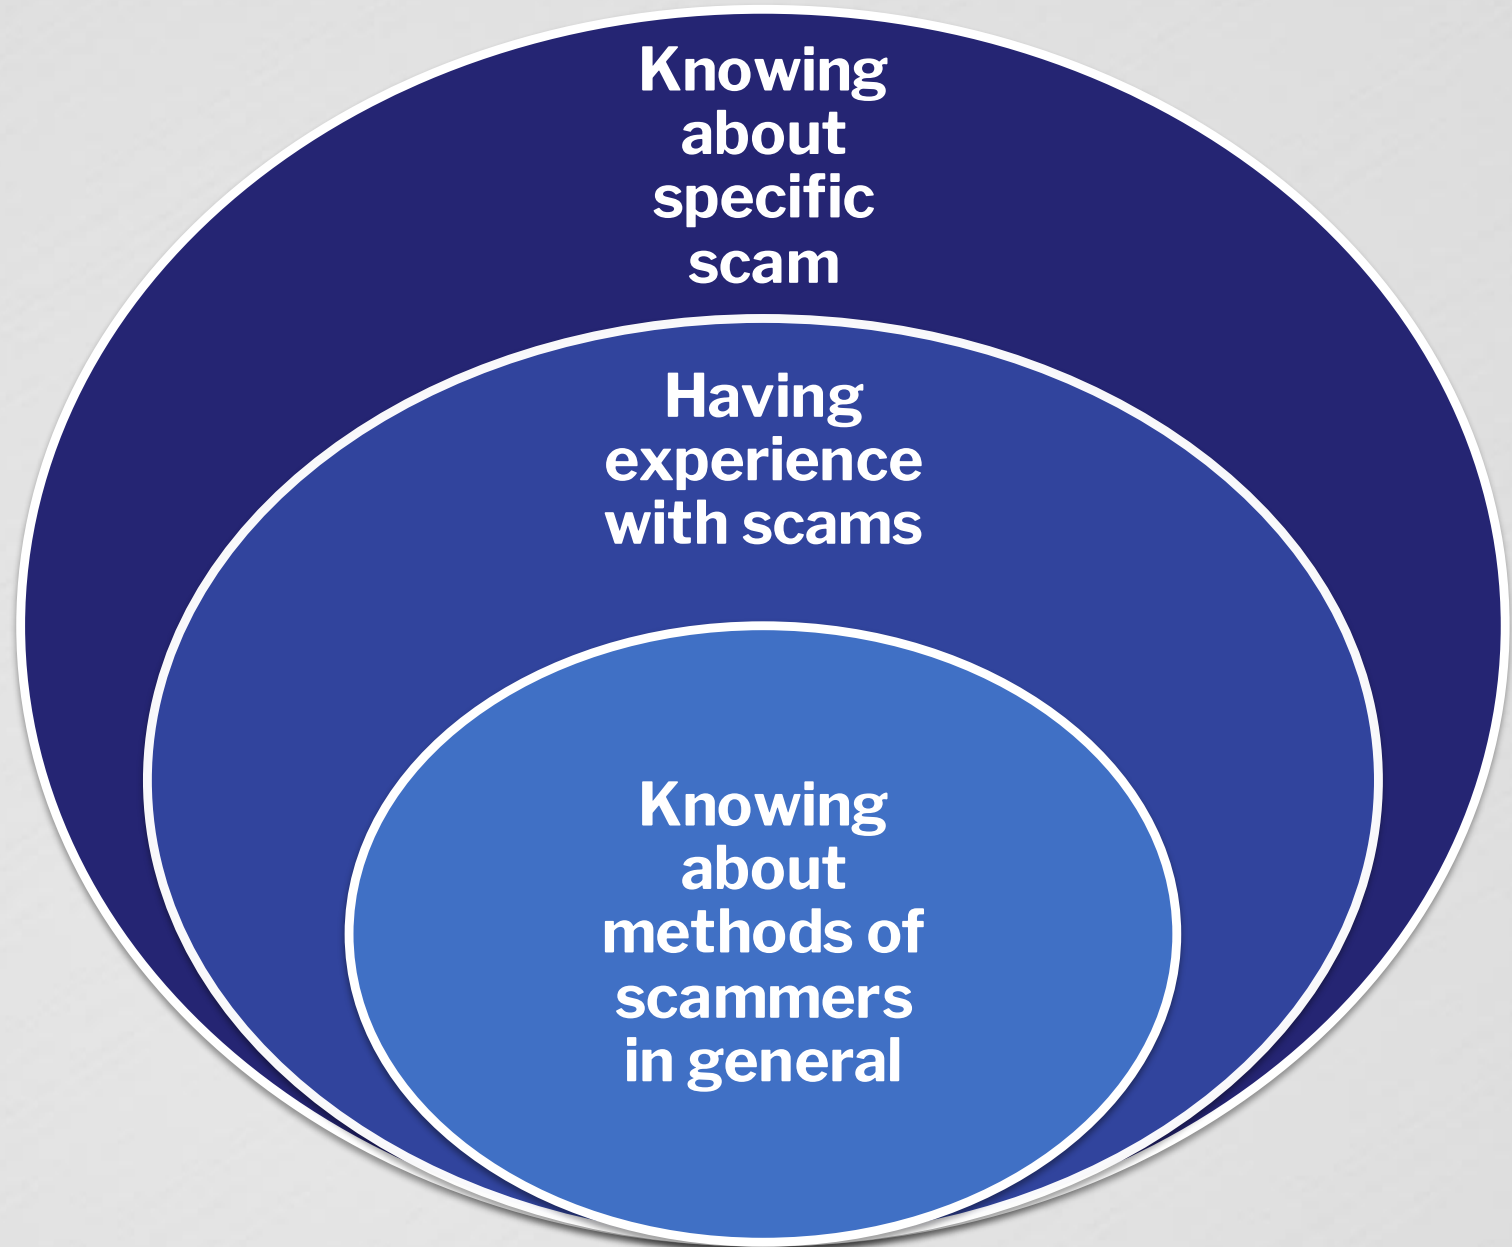 Knowing
about
specific
scam
Having
experience
with scams
Knowing
about
methods of
scammers
in general